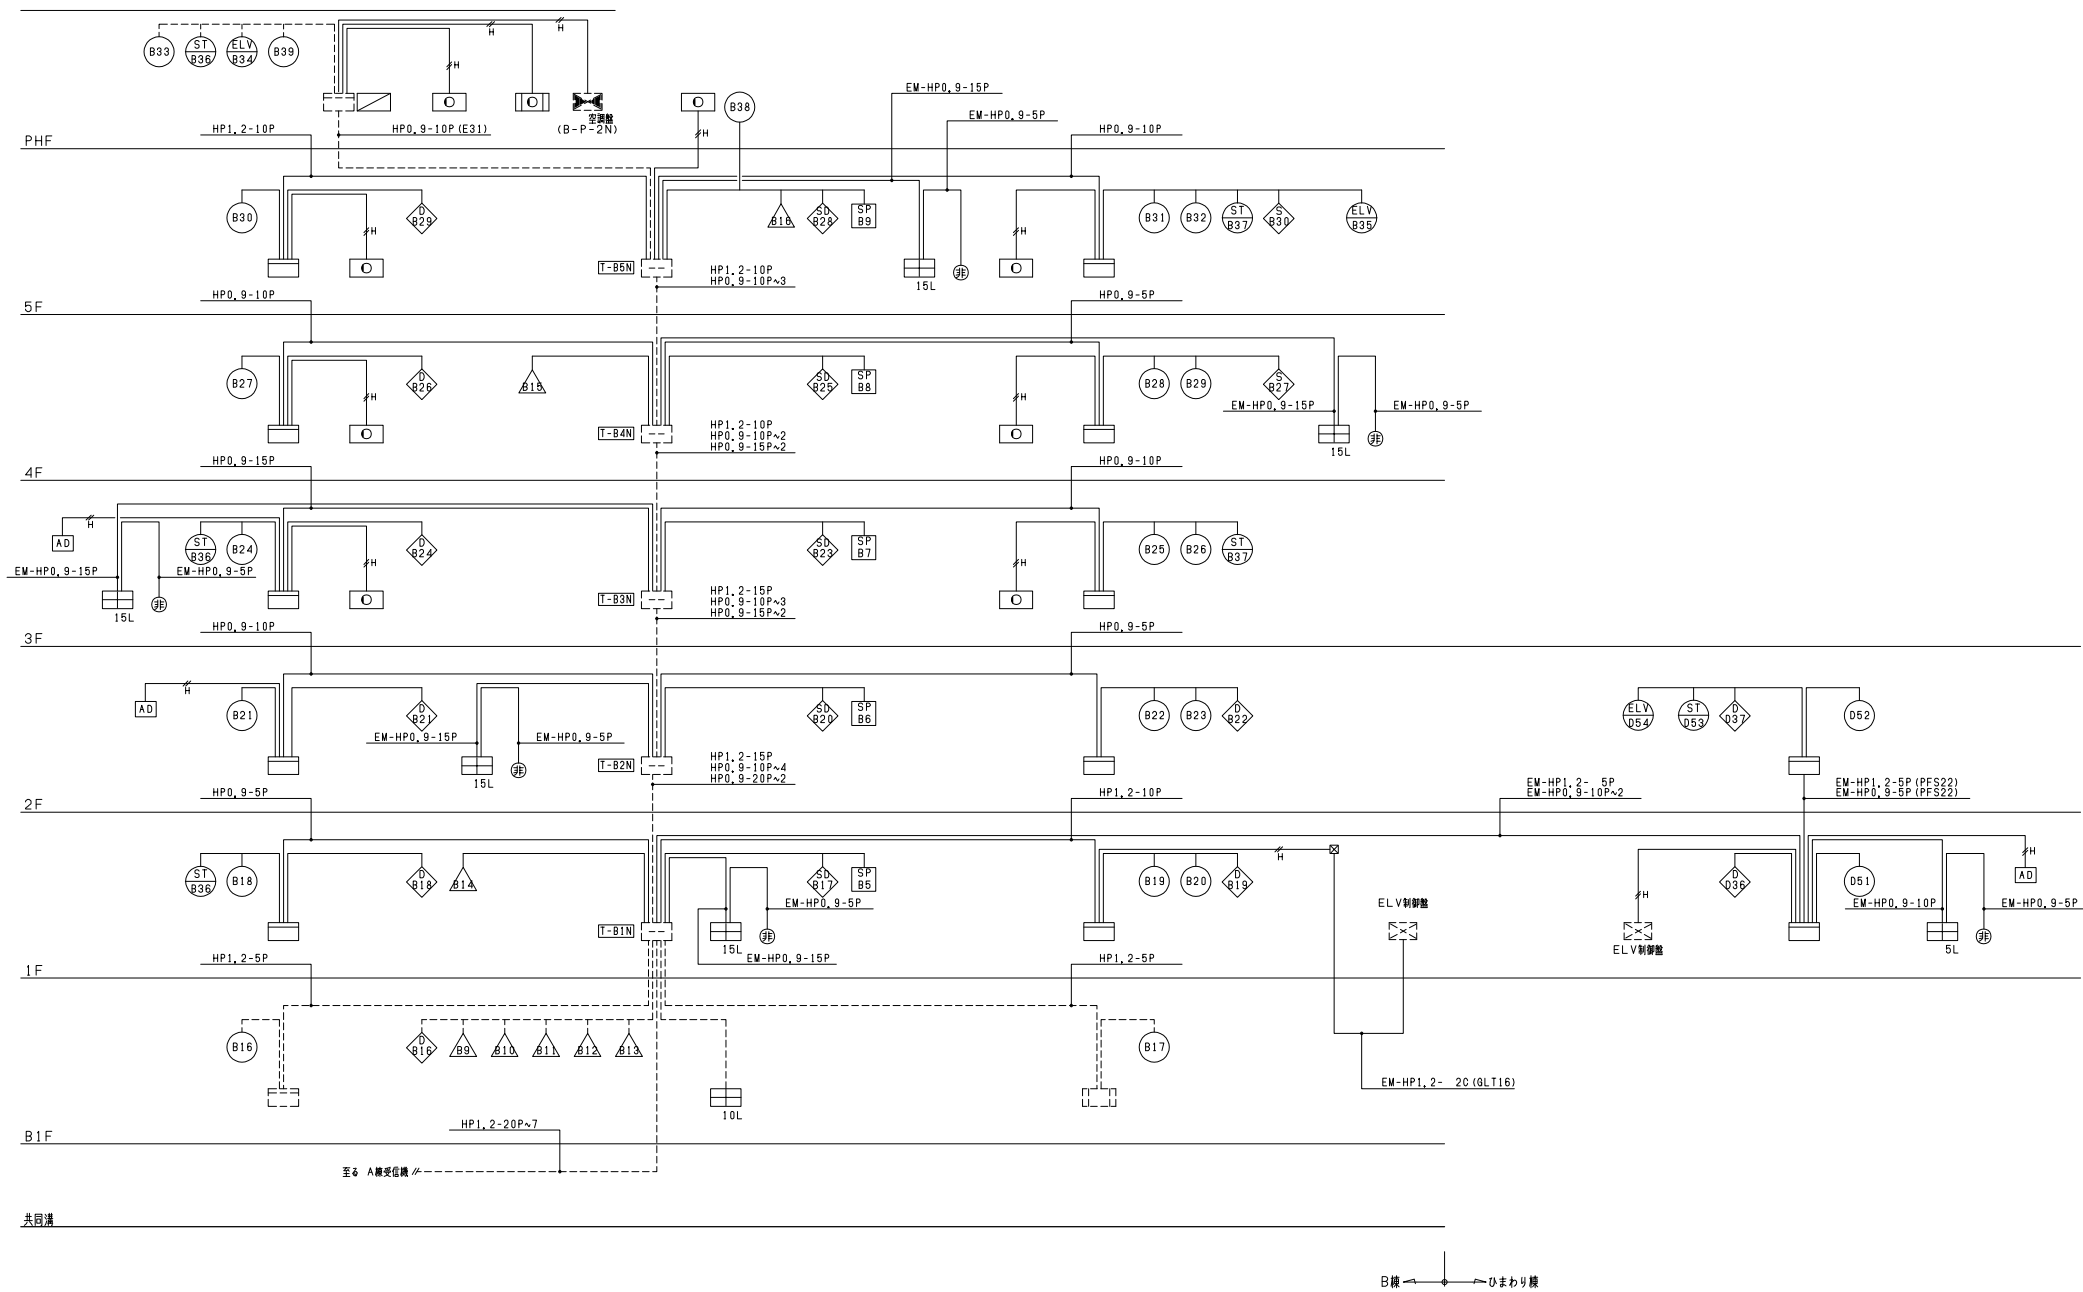 B33
ST
B36
ELV
B34
B39
H
H
H
空調盤
(B-P-2N)
B38
H
EM-HP0.9-15P
EM-HP0.9-5P
HP1.2-10P
HP0.9-10P(E31)
HP0.9-10P
PHF
B30
D
B29
H
B16
SD
B28
SP
B9
H
B31
B32
ST
B37
S
B30
ELV
B35
T-B5N
HP1.2-10P
HP0.9-10P~3
15L
非
HP0.9-10P
HP0.9-5P
5F
B27
D
B26
H
B15
SD
B25
SP
B8
H
B28
B29
S
B27
EM-HP0.9-15P
EM-HP0.9-5P
T-B4N
HP1.2-10P
HP0.9-10P~2
HP0.9-15P~2
15L
非
HP0.9-15P
HP0.9-10P
4F
H
AD
ST
B36
B24
D
B24
H
SD
B23
SP
B7
H
B25
B26
ST
B37
EM-HP0.9-15P
EM-HP0.9-5P
15L
非
T-B3N
HP1.2-15P
HP0.9-10P~3
HP0.9-15P~2
HP0.9-10P
HP0.9-5P
3F
H
AD
B21
D
B21
SD
B20
SP
B6
B22
B23
D
B22
ELV
D54
ST
D53
D
D37
D52
EM-HP0.9-15P
EM-HP0.9-5P
15L
非
T-B2N
HP1.2-15P
HP0.9-10P~4
HP0.9-20P~2
EM-HP1.2- 5P
EM-HP0.9-10P~2
EM-HP1.2-5P(PFS22)
EM-HP0.9-5P(PFS22)
HP0.9-5P
HP1.2-10P
2F
ST
B36
B18
D
B18
B14
SD
B17
SP
B5
B19
B20
D
B19
H
H
D
D36
D51
H
AD
EM-HP0.9-5P
ELV制御盤
EM-HP0.9-10P
EM-HP0.9-5P
T-B1N
15L
非
ELV制御盤
5L
非
HP1.2-5P
EM-HP0.9-15P
HP1.2-5P
1F
B16
D
B16
B9
B10
B11
B12
B13
B17
EM-HP1.2- 2C(GLT16)
10L
HP1.2-20P~7
B1F
至る A棟受信機
共同溝
B棟
ひまわり棟